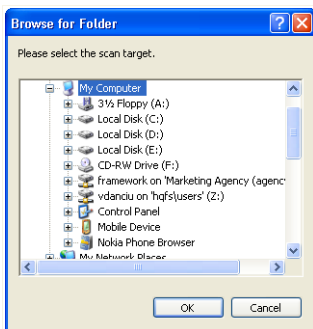 Browse for Folder
Please select the scan target.
My Computer
3½ Floppy (A:)
Local Disk (C:)
Local Disk (D:)
Local Disk (E:)
CD-RW Drive (F:)
framework on 'Marketing Agency (agenc
vdanciu on 'hqfs\users' (Z:)
Control Panel
Mobile Device
Nokia Phone Browser
My Network Places
OK Cancel